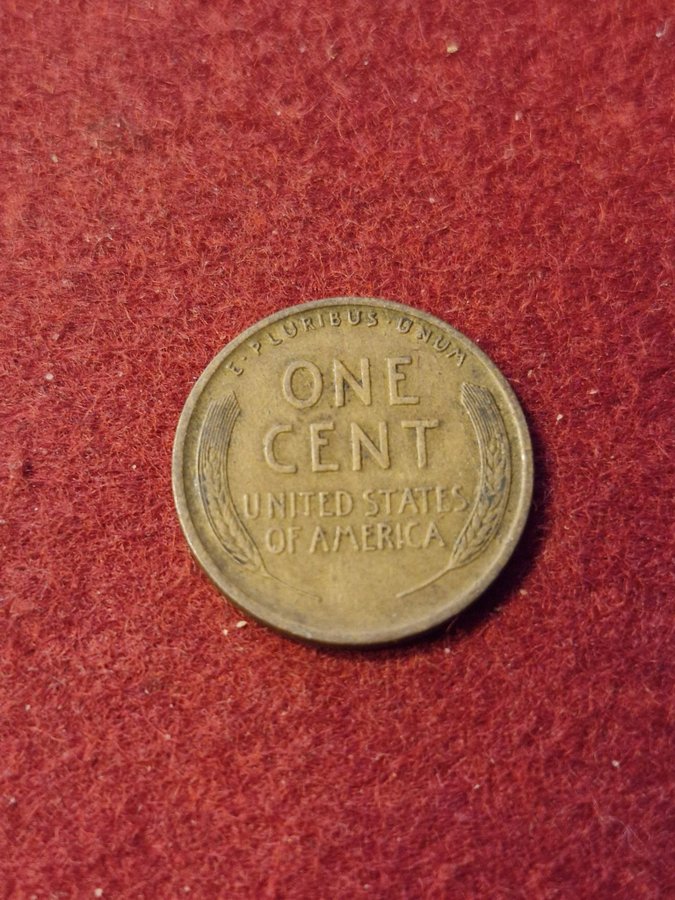 E·PLURIBUS·UNUM
ONE
CENT
UNITED STATES
OF AMERICA